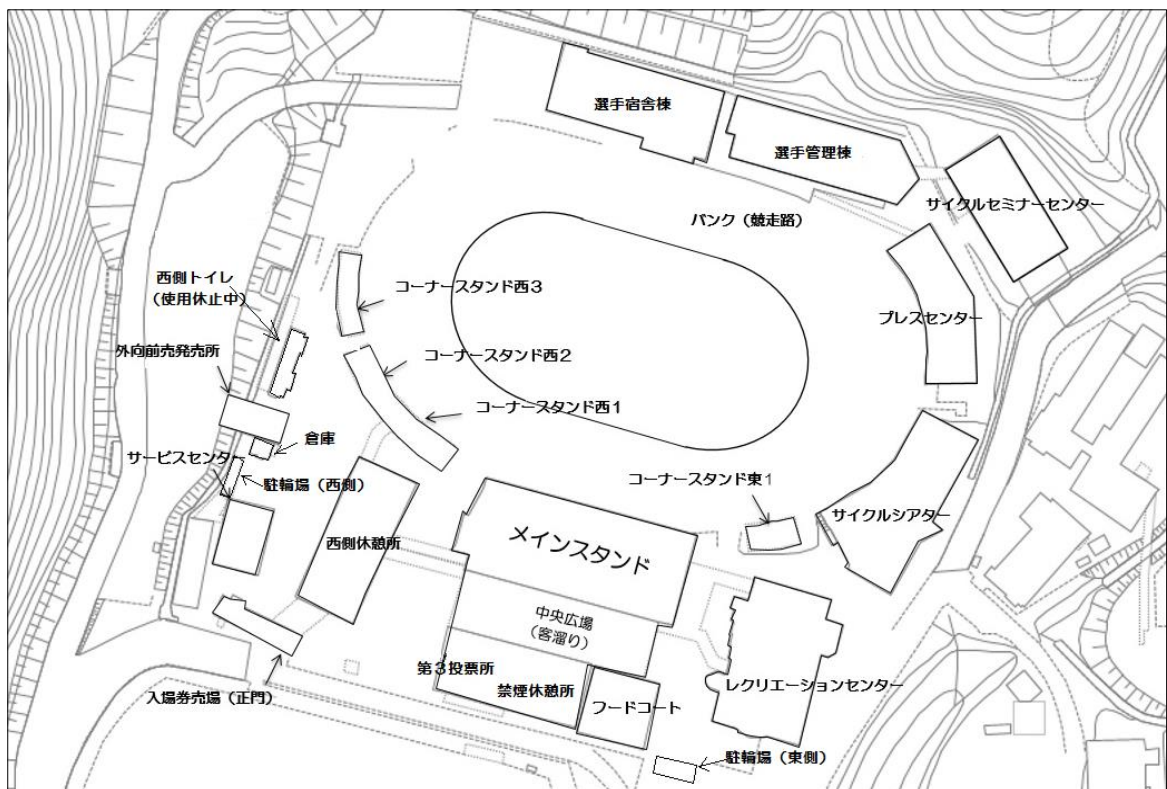 選手宿舎棟
選手管理棟
サイクルセミナーセンター
バンク（競走路）
西側トイレ
（使用休止中）
コーナースタンド西３
プレスセンター
外向前売発売所
コーナースタンド西２
コーナースタンド西１
倉庫
サービスセンター
駐輪場（西側）
コーナースタンド東１
サイクルシアター
西側休憩所
メインスタンド
中央広場
（客溜り）
第３投票所
禁煙休憩所
レクリエーションセンター
入場券売場（正門）
フードコート
駐輪場（東側）